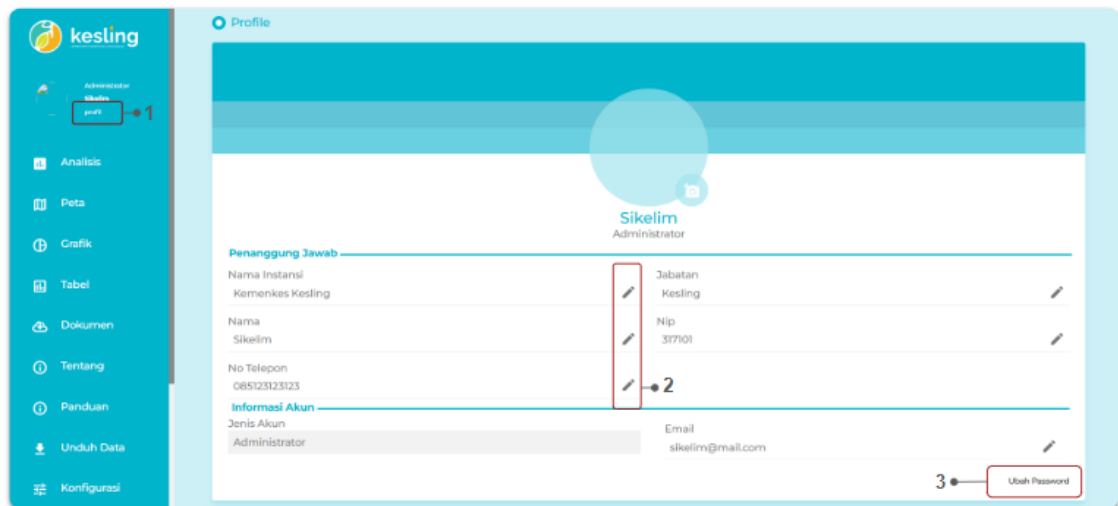 kesling
Administrator
Sikelim
profil
1
Analisis
Peta
Grafik
Tabel
Dokumen
Tentang
Panduan
Unduh Data
Konfigurasi
Profile
Sikelim
Administrator
Penanggung Jawab
Nama Instansi
Kemenkes Kesling
Jabatan
Kesling
Nama
Sikelim
Nip
317101
No Telepon
085123123123
2
Informasi Akun
Jenis Akun
Administrator
Email
sikelim@mail.com
3
Ubah Password